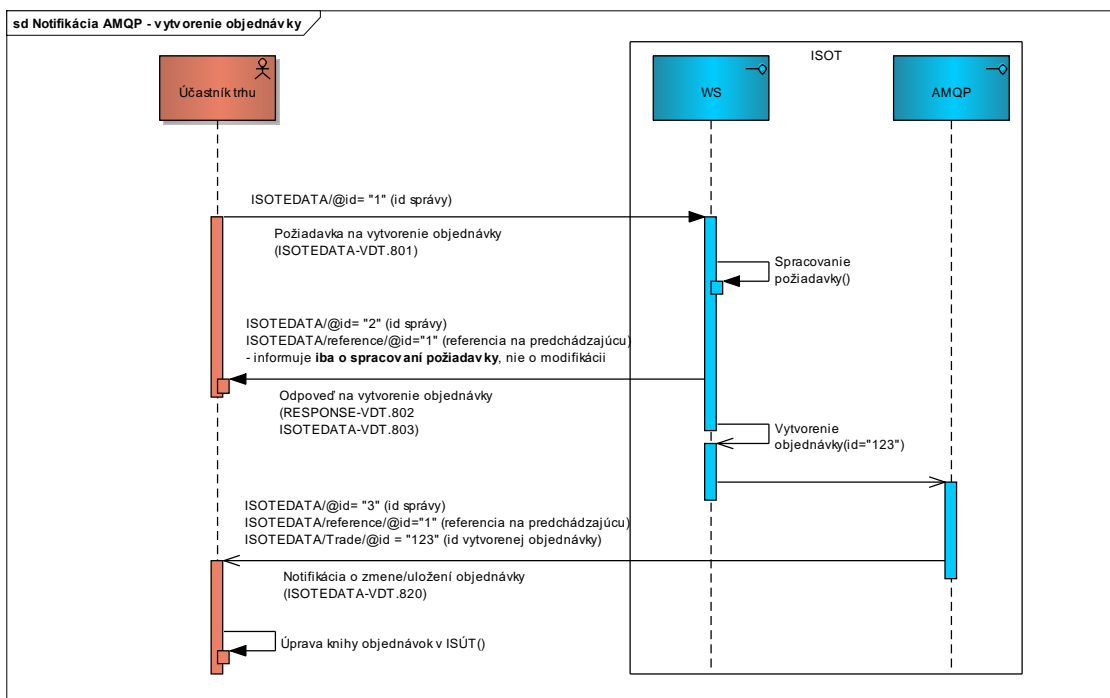 sd Notifikácia AMQP - vytvorenie objednávky
ISOT
Účastník trhu
WS
AMQP
ISOTEDATA/@id= "1" (id správy)
Požiadavka na vytvorenie objednávky
(ISOTEDATA-VDT.801)
Spracovanie
požiadavky()
ISOTEDATA/@id= "2" (id správy)
ISOTEDATA/reference/@id="1" (referencia na predchádzajúcu)
- informuje iba o spracovaní požiadavky, nie o modifikácii
Odpoveď na vytvorenie objednávky
(RESPONSE-VDT.802
ISOTEDATA-VDT.803)
Vytvorenie
objednávky(id="123")
ISOTEDATA/@id= "3" (id správy)
ISOTEDATA/reference/@id="1" (referencia na predchádzajúcu)
ISOTEDATA/Trade/@id = "123" (id vytvorenej objednávky)
Notifikácia o zmene/uložení objednávky
(ISOTEDATA-VDT.820)
Úprava knihy objednávok v ISÚT()